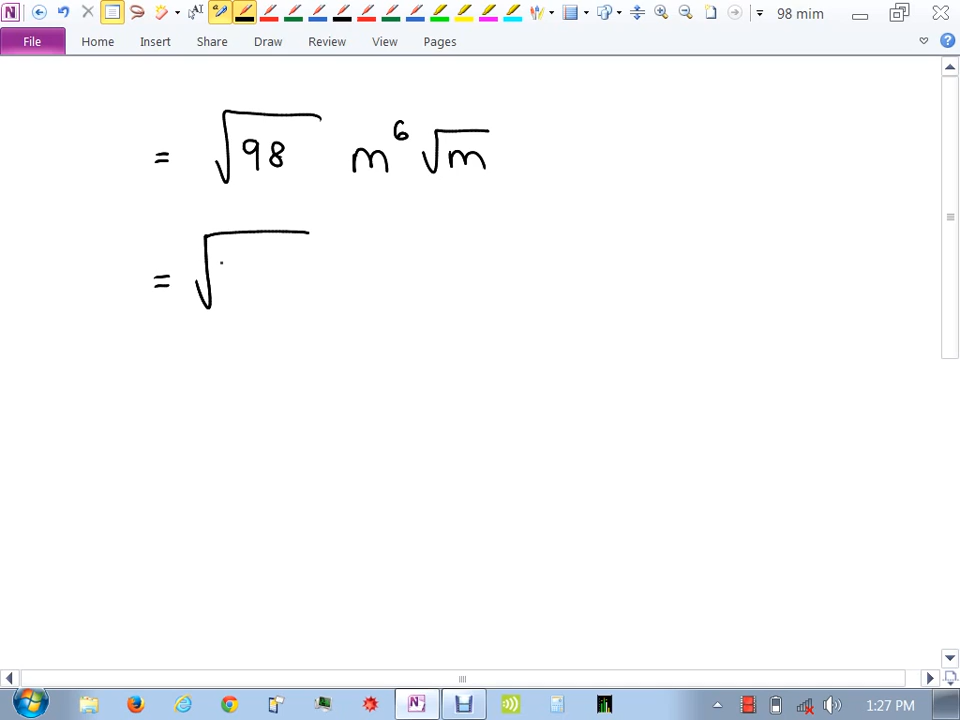 98 mim
File Home Insert Share Draw Review View Pages
= √98 m⁶ √m
= √
1:27 PM